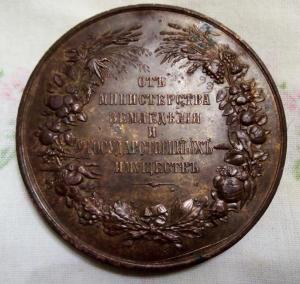 ОТЪ
МИНИСТЕРСТВА
ЗЕМЛЕДѢЛІЯ
И
ГОСУДАРСТВЕННЫХЪ
ИМУЩЕСТВЪ